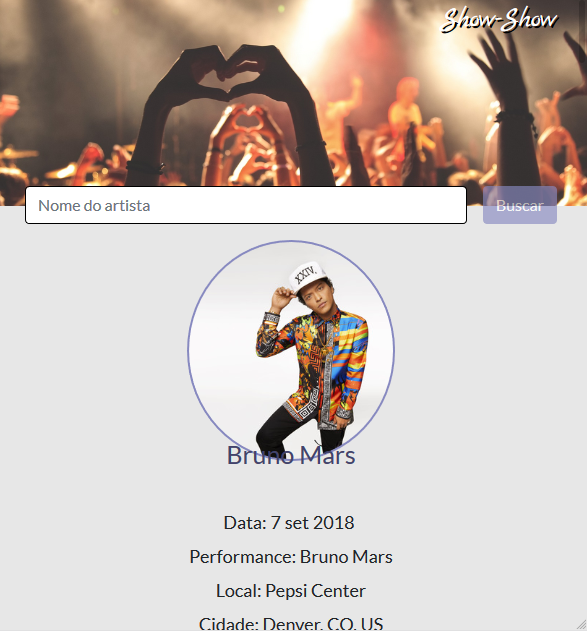 Show-Show
Nome do artista
Buscar
XXIV.
Bruno Mars
Data: 7 set 2018
Performance: Bruno Mars
Local: Pepsi Center
Cidade: Denver, CO, US